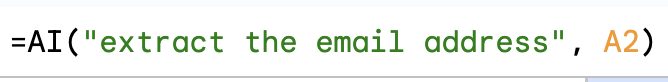 =AI("extract the email address", A2)